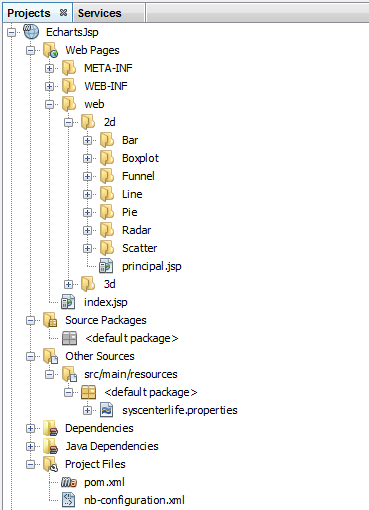 Projects Services
EchartsJsp
Web Pages
META-INF
WEB-INF
web
2d
Bar
Boxplot
Funnel
Line
Pie
Radar
Scatter
principal.jsp
3d
index.jsp
Source Packages
<default package>
Other Sources
src/main/resources
<default package>
syscenterlife.properties
Dependencies
Java Dependencies
Project Files
pom.xml
nb-configuration.xml